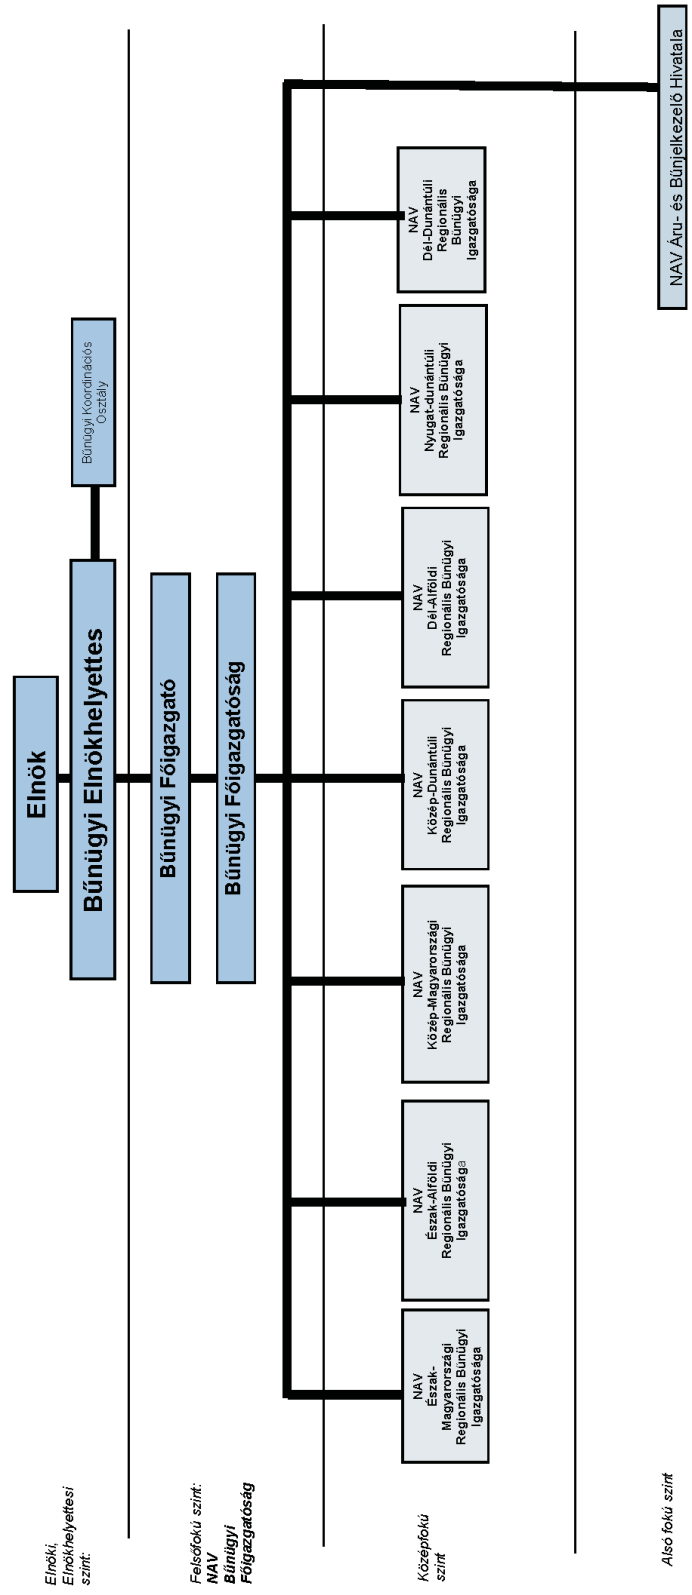 Elnöki,
Elnökhelyettesi
szint:
Elnök
Bűnügyi Elnökhelyettes
Bűnügyi Koordinációs
Osztály
Felsőfokú szint:
NAV
Bűnügyi
Főigazgatóság
Bűnügyi Főigazgató
Bűnügyi Főigazgatóság
Középfokú
szint
NAV
Észak-
Magyarországi
Regionális Bűnügyi
Igazgatósága
NAV
Észak-Alföldi
Regionális Bűnügyi
Igazgatósága
NAV
Közép-Magyarországi
Regionális Bűnügyi
Igazgatósága
NAV
Közép-Dunántúli
Regionális Bűnügyi
Igazgatósága
NAV
Dél-Alföldi
Regionális Bűnügyi
Igazgatósága
NAV
Nyugat-dunántúli
Regionális Bűnügyi
Igazgatósága
NAV
Dél-Dunántúli
Regionális
Bűnügyi
Igazgatósága
Alsó fokú szint
NAV Áru- és Bűnjelkezelő Hivatala